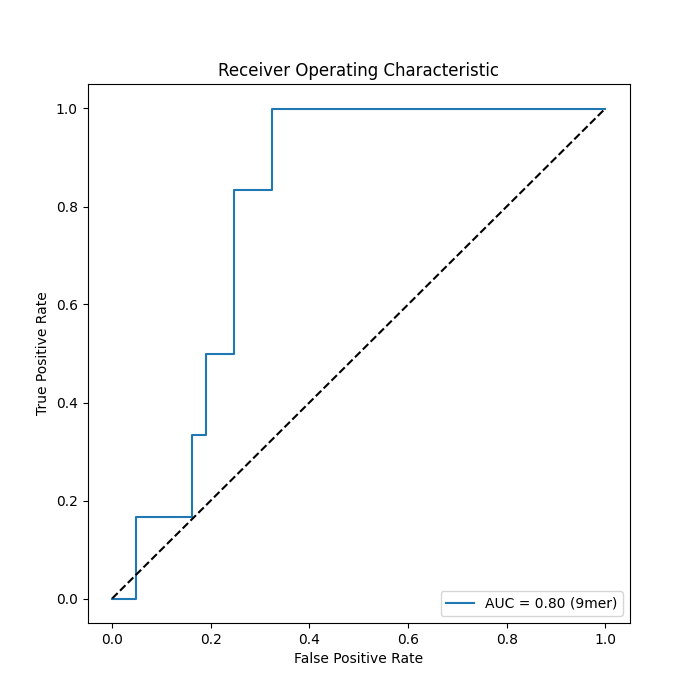 Receiver Operating Characteristic
True Positive Rate
1.0
0.8
0.6
0.4
0.2
0.0
0.0 0.2 0.4 0.6 0.8 1.0
False Positive Rate
AUC = 0.80 (9mer)